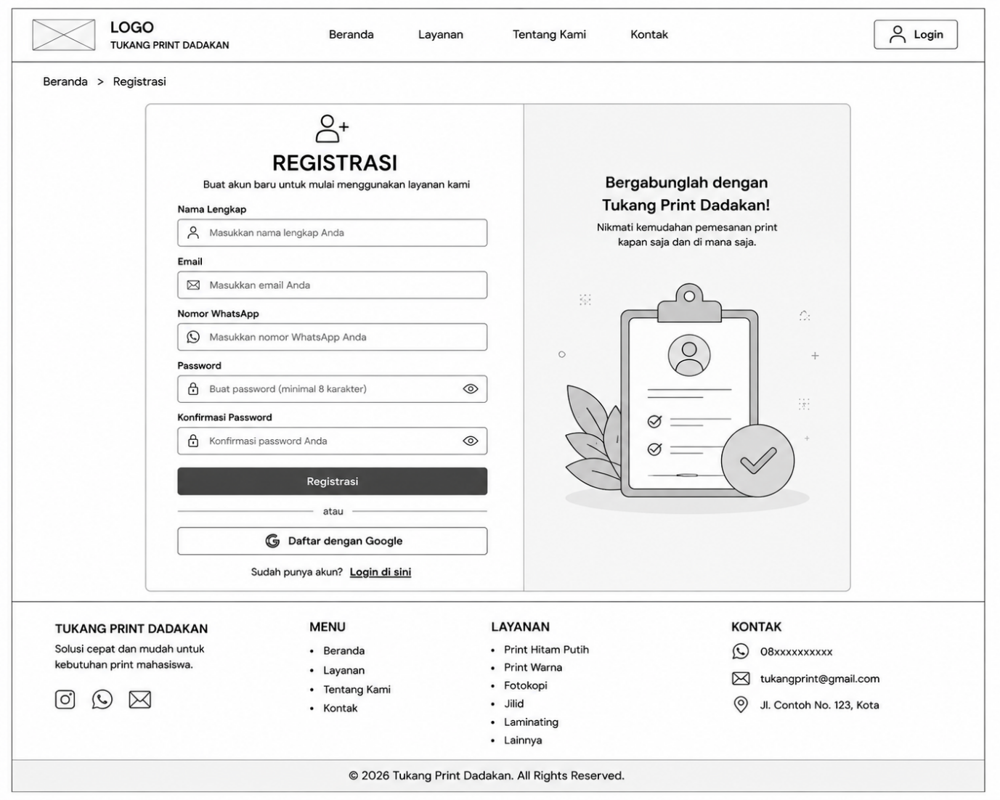 LOGO
TUKANG PRINT DADAKAN
Beranda
Layanan
Tentang Kami
Kontak
Login
Beranda > Registrasi
REGISTRASI
Buat akun baru untuk mulai menggunakan layanan kami
Nama Lengkap
Masukkan nama lengkap Anda
Email
Masukkan email Anda
Nomor WhatsApp
Masukkan nomor WhatsApp Anda
Password
Buat password (minimal 8 karakter)
Konfirmasi Password
Konfirmasi password Anda
Registrasi
atau
Daftar dengan Google
Sudah punya akun? Login di sini
Bergabunglah dengan
Tukang Print Dadakan!
Nikmati kemudahan pemesanan print
kapan saja dan di mana saja.
TUKANG PRINT DADAKAN
Solusi cepat dan mudah untuk
kebutuhan print mahasiswa.
MENU
• Beranda
• Layanan
• Tentang Kami
• Kontak
LAYANAN
• Print Hitam Putih
• Print Warna
• Fotokopi
• Jilid
• Laminating
• Lainnya
KONTAK
08xxxxxxxxxx
tukangprint@gmail.com
Jl. Contoh No. 123, Kota
© 2026 Tukang Print Dadakan. All Rights Reserved.